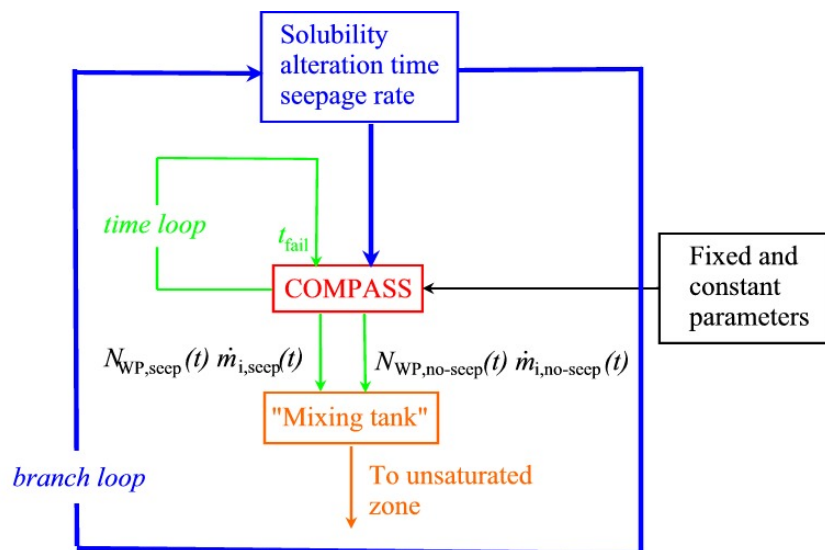 Solubility
alteration time
seepage rate
time loop
t_fail
COMPASS
Fixed and
constant
parameters
N_WP,seep(t) ṁ_i,seep(t)
N_WP,no-seep(t) ṁ_i,no-seep(t)
"Mixing tank"
To unsaturated
zone
branch loop